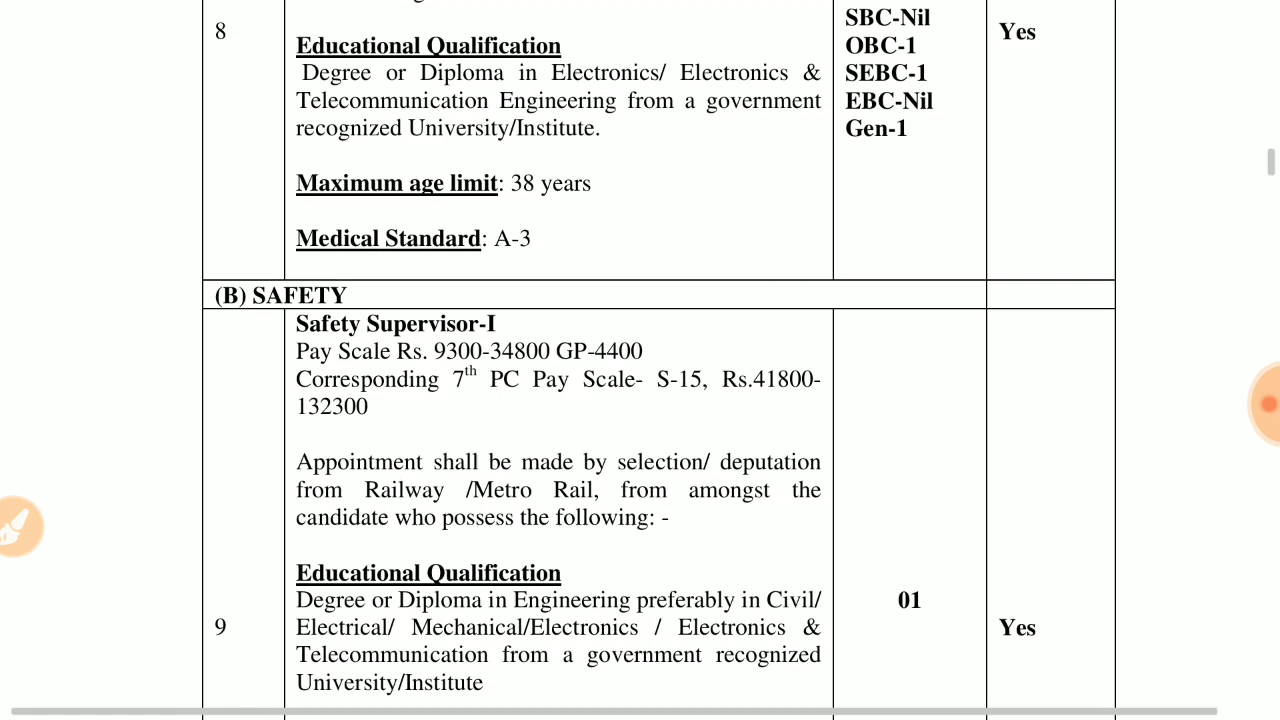 SBC-Nil
8
Yes
Educational Qualification
OBC-1
Degree or Diploma in Electronics/ Electronics &
SEBC-1
Telecommunication Engineering from a government
EBC-Nil
recognized University/Institute.
Gen-1
Maximum age limit: 38 years
Medical Standard: A-3
(B) SAFETY
Safety Supervisor-I
Pay Scale Rs. 9300-34800 GP-4400
Corresponding 7th PC Pay Scale- S-15, Rs.41800-
132300
Appointment shall be made by selection/ deputation
from Railway /Metro Rail, from amongst the
candidate who possess the following: -
Educational Qualification
Degree or Diploma in Engineering preferably in Civil/
01
9
Electrical/ Mechanical/Electronics / Electronics &
Yes
Telecommunication from a government recognized
University/Institute